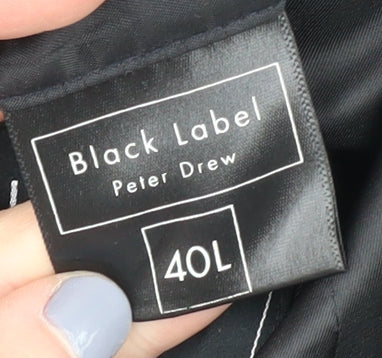 Black Label
Peter Drew
40L